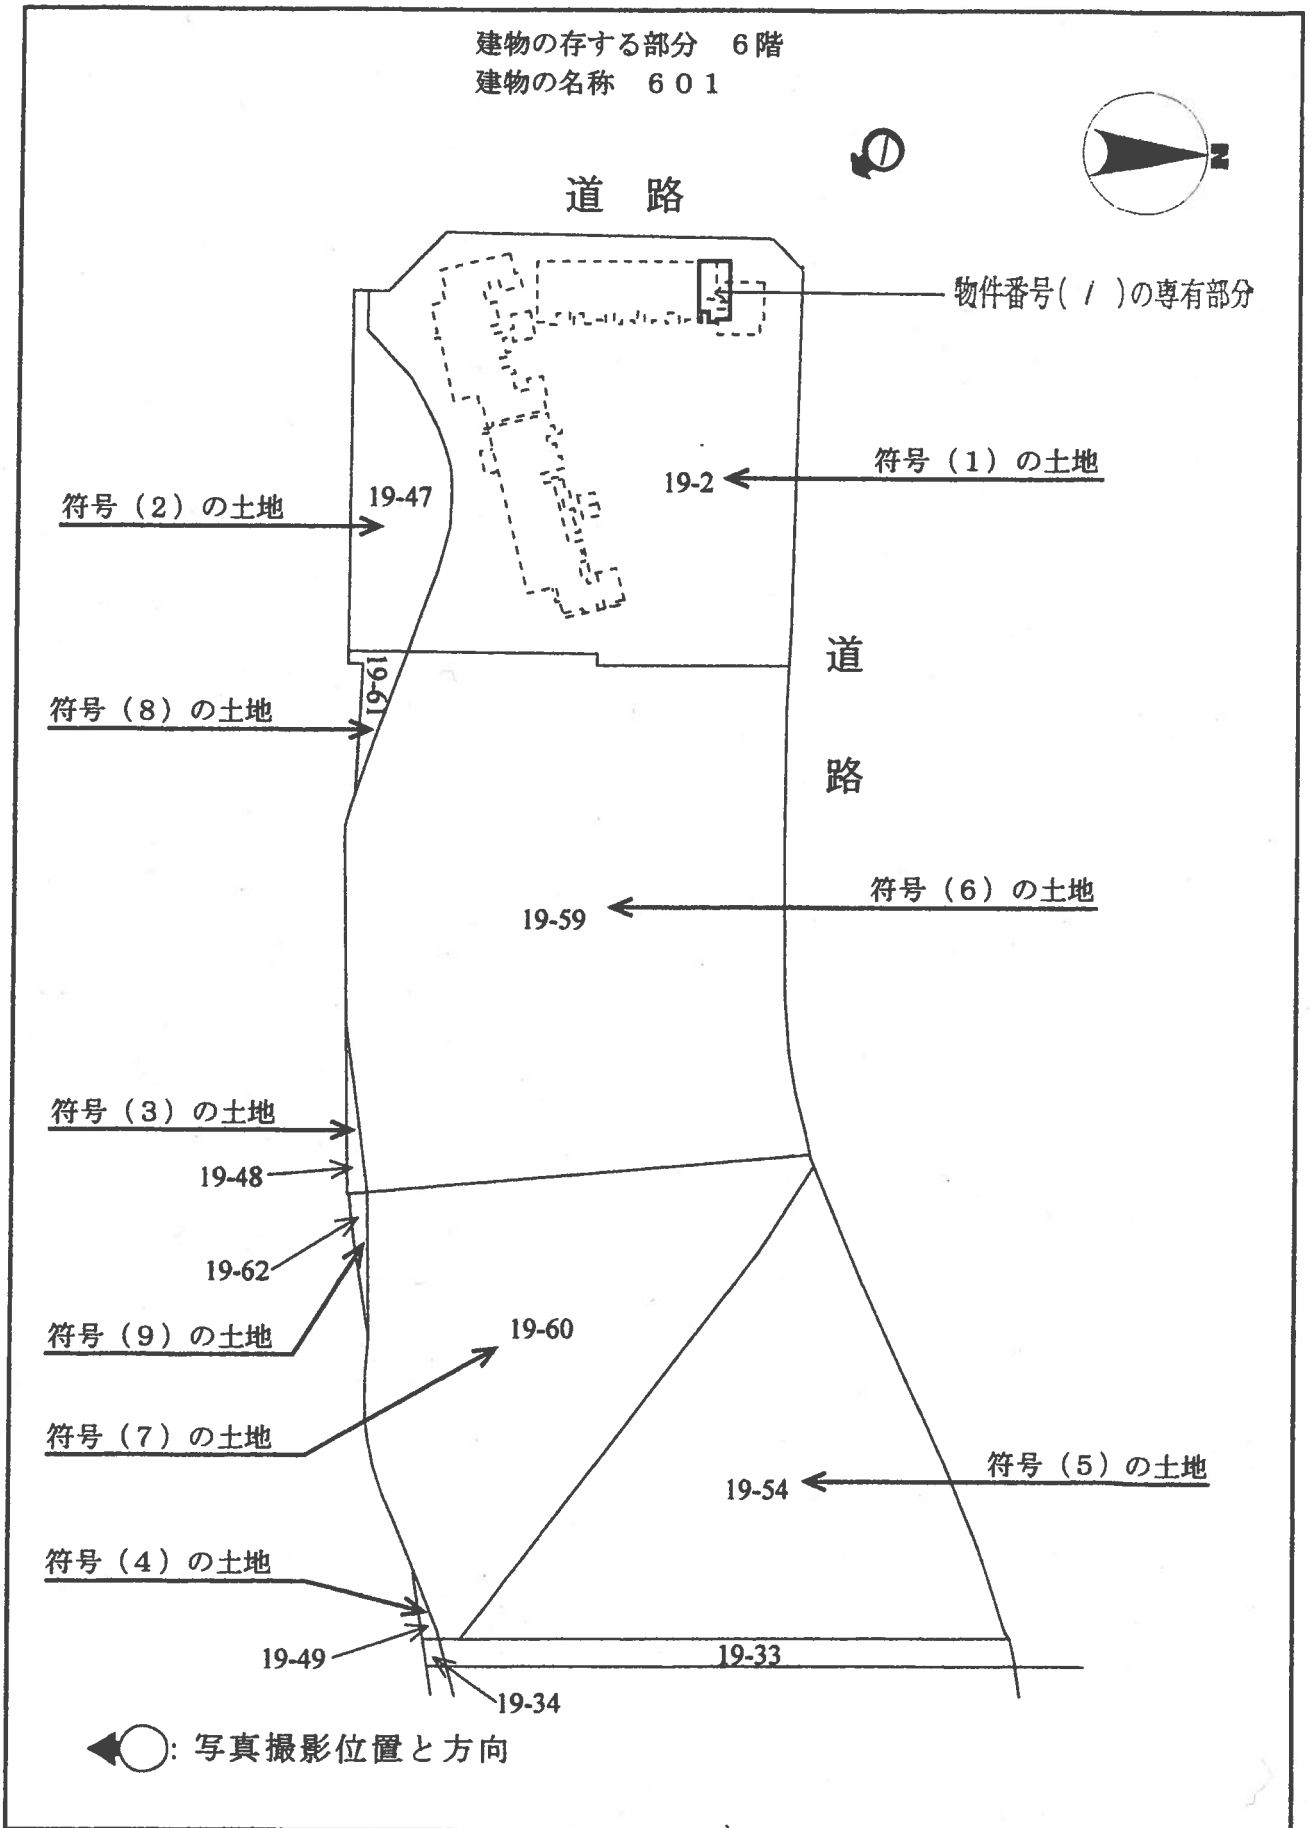 建物の存する部分　6階
建物の名称　601
N
道 路
物件番号( 1 )の専有部分
符号（1）の土地
19-2
19-47
符号（2）の土地
道
路
19-61
符号（8）の土地
符号（6）の土地
19-59
符号（3）の土地
19-48
19-62
符号（9）の土地
19-60
符号（7）の土地
符号（5）の土地
19-54
符号（4）の土地
19-49
19-33
19-34
: 写真撮影位置と方向